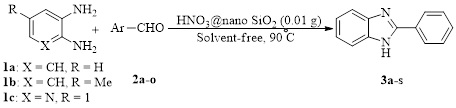 R
NH₂
NH₂
X
+
Ar-CHO
HNO₃@nano SiO₂ (0.01 g)
Solvent-free, 90°C
N
N
H
1a: X = CH, R = H
1b: X = CH, R = Me
1c: X = N, R = 1
2a-o
3a-s